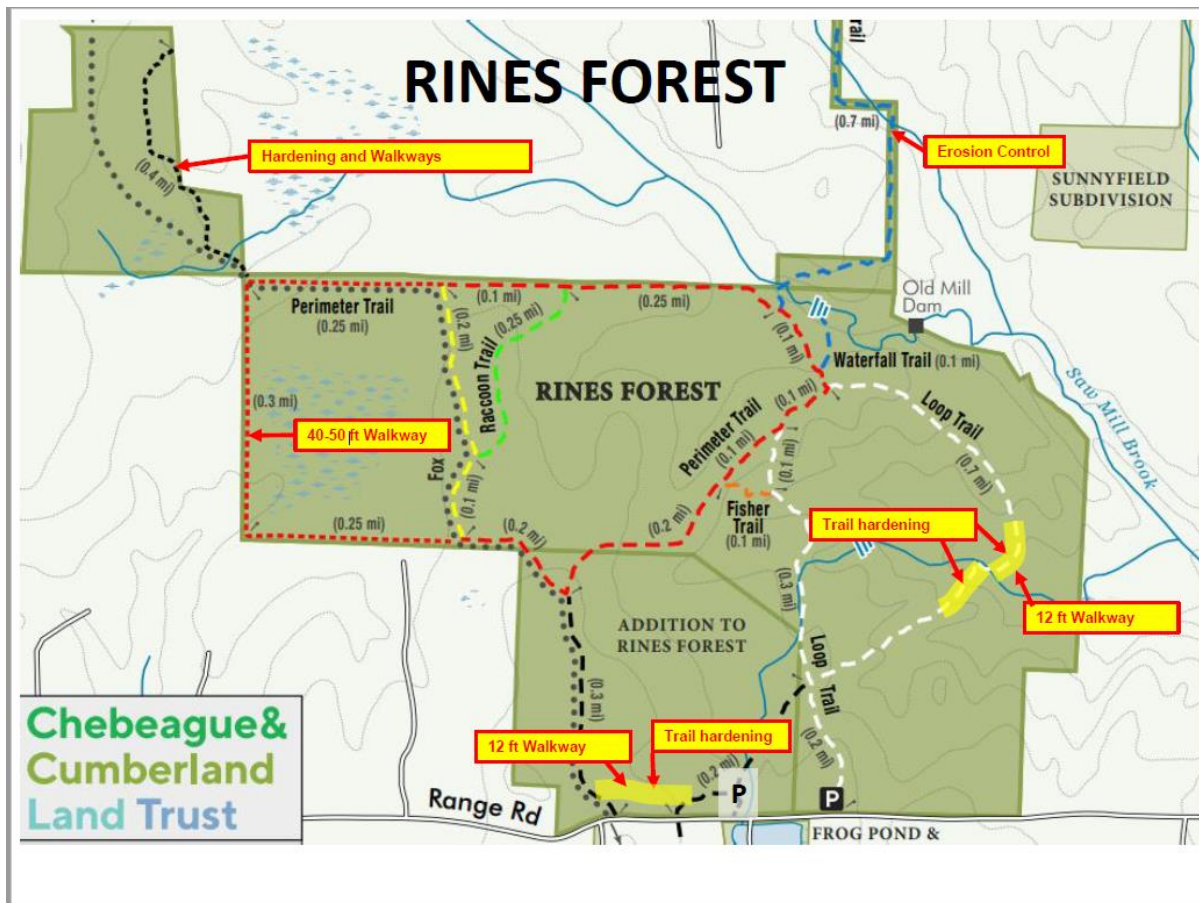 RINES FOREST
Trail
(0.7 mi)
Hardening and Walkways
Erosion Control
(0.4 mi)
SUNNYFIELD
SUBDIVISION
Old Mill
Dam
Perimeter Trail
(0.25 mi)
(0.1 mi)
(0.25 mi)
(0.2 mi)
Raccoon Trail
(0.25 mi)
(0.1 mi)
Waterfall Trail (0.1 mi)
RINES FOREST
(0.3 mi)
40-50 ft Walkway
Fox
(0.1 mi)
Perimeter Trail
(0.1 mi)
(0.1 mi)
(0.1 mi)
Loop Trail
(0.7 mi)
Saw Mill Brook
Fisher
Trail
(0.1 mi)
(0.25 mi)
(0.2 mi)
(0.2 mi)
Trail hardening
(0.3 mi)
12 ft Walkway
ADDITION TO
RINES FOREST
Loop Trail
(0.3 mi)
(0.2 mi)
12 ft Walkway
Trail hardening
(0.2 mi)
P
P
Chebeague&
Cumberland
Land Trust
Range Rd
FROG POND &